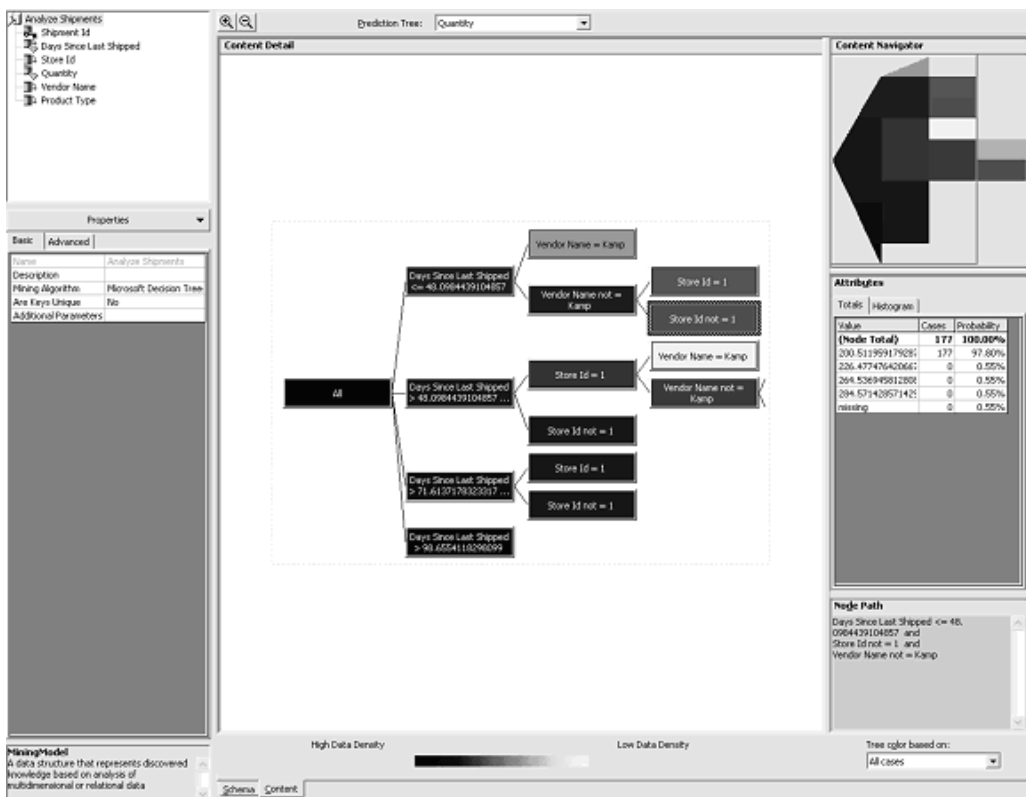 Analyze Shipments
Shipment Id
Days Since Last Shipped
Store Id
Quantity
Vendor Name
Product Type
Properties
Basic
Advanced
Name Analyze Shipments
Description
Mining Algorithm Microsoft Decision Tree
Are Keys Unique No
Additional Parameters
MiningModel
A data structure that represents discovered
knowledge based on analysis of
multidimensional or relational data
Prediction Tree: Quantity
Content Detail
All
Days Since Last Shipped
<= 48.0984439104857
Days Since Last Shipped
> 48.0984439104857 ...
Days Since Last Shipped
> 71.6137178323317 ...
Days Since Last Shipped
> 98.6554118298099
Vendor Name = Kamp
Vendor Name not =
Kamp
Store Id = 1
Store Id not = 1
Store Id = 1
Store Id not = 1
Store Id = 1
Store Id not = 1
Vendor Name = Kamp
Vendor Name not =
Kamp
High Data Density
Low Data Density
Schema
Content
Content Navigator
Attributes
Totals
Histogram
Value Cases Probability
(Node Total) 177 100.00%
177 97.80%
0 0.55%
0 0.55%
0 0.55%
missing 0 0.55%
Node Path
Days Since Last Shipped <= 48.
0984439104857 and
Store Id not = 1 and
Vendor Name not = Kamp
Tree color based on:
All cases